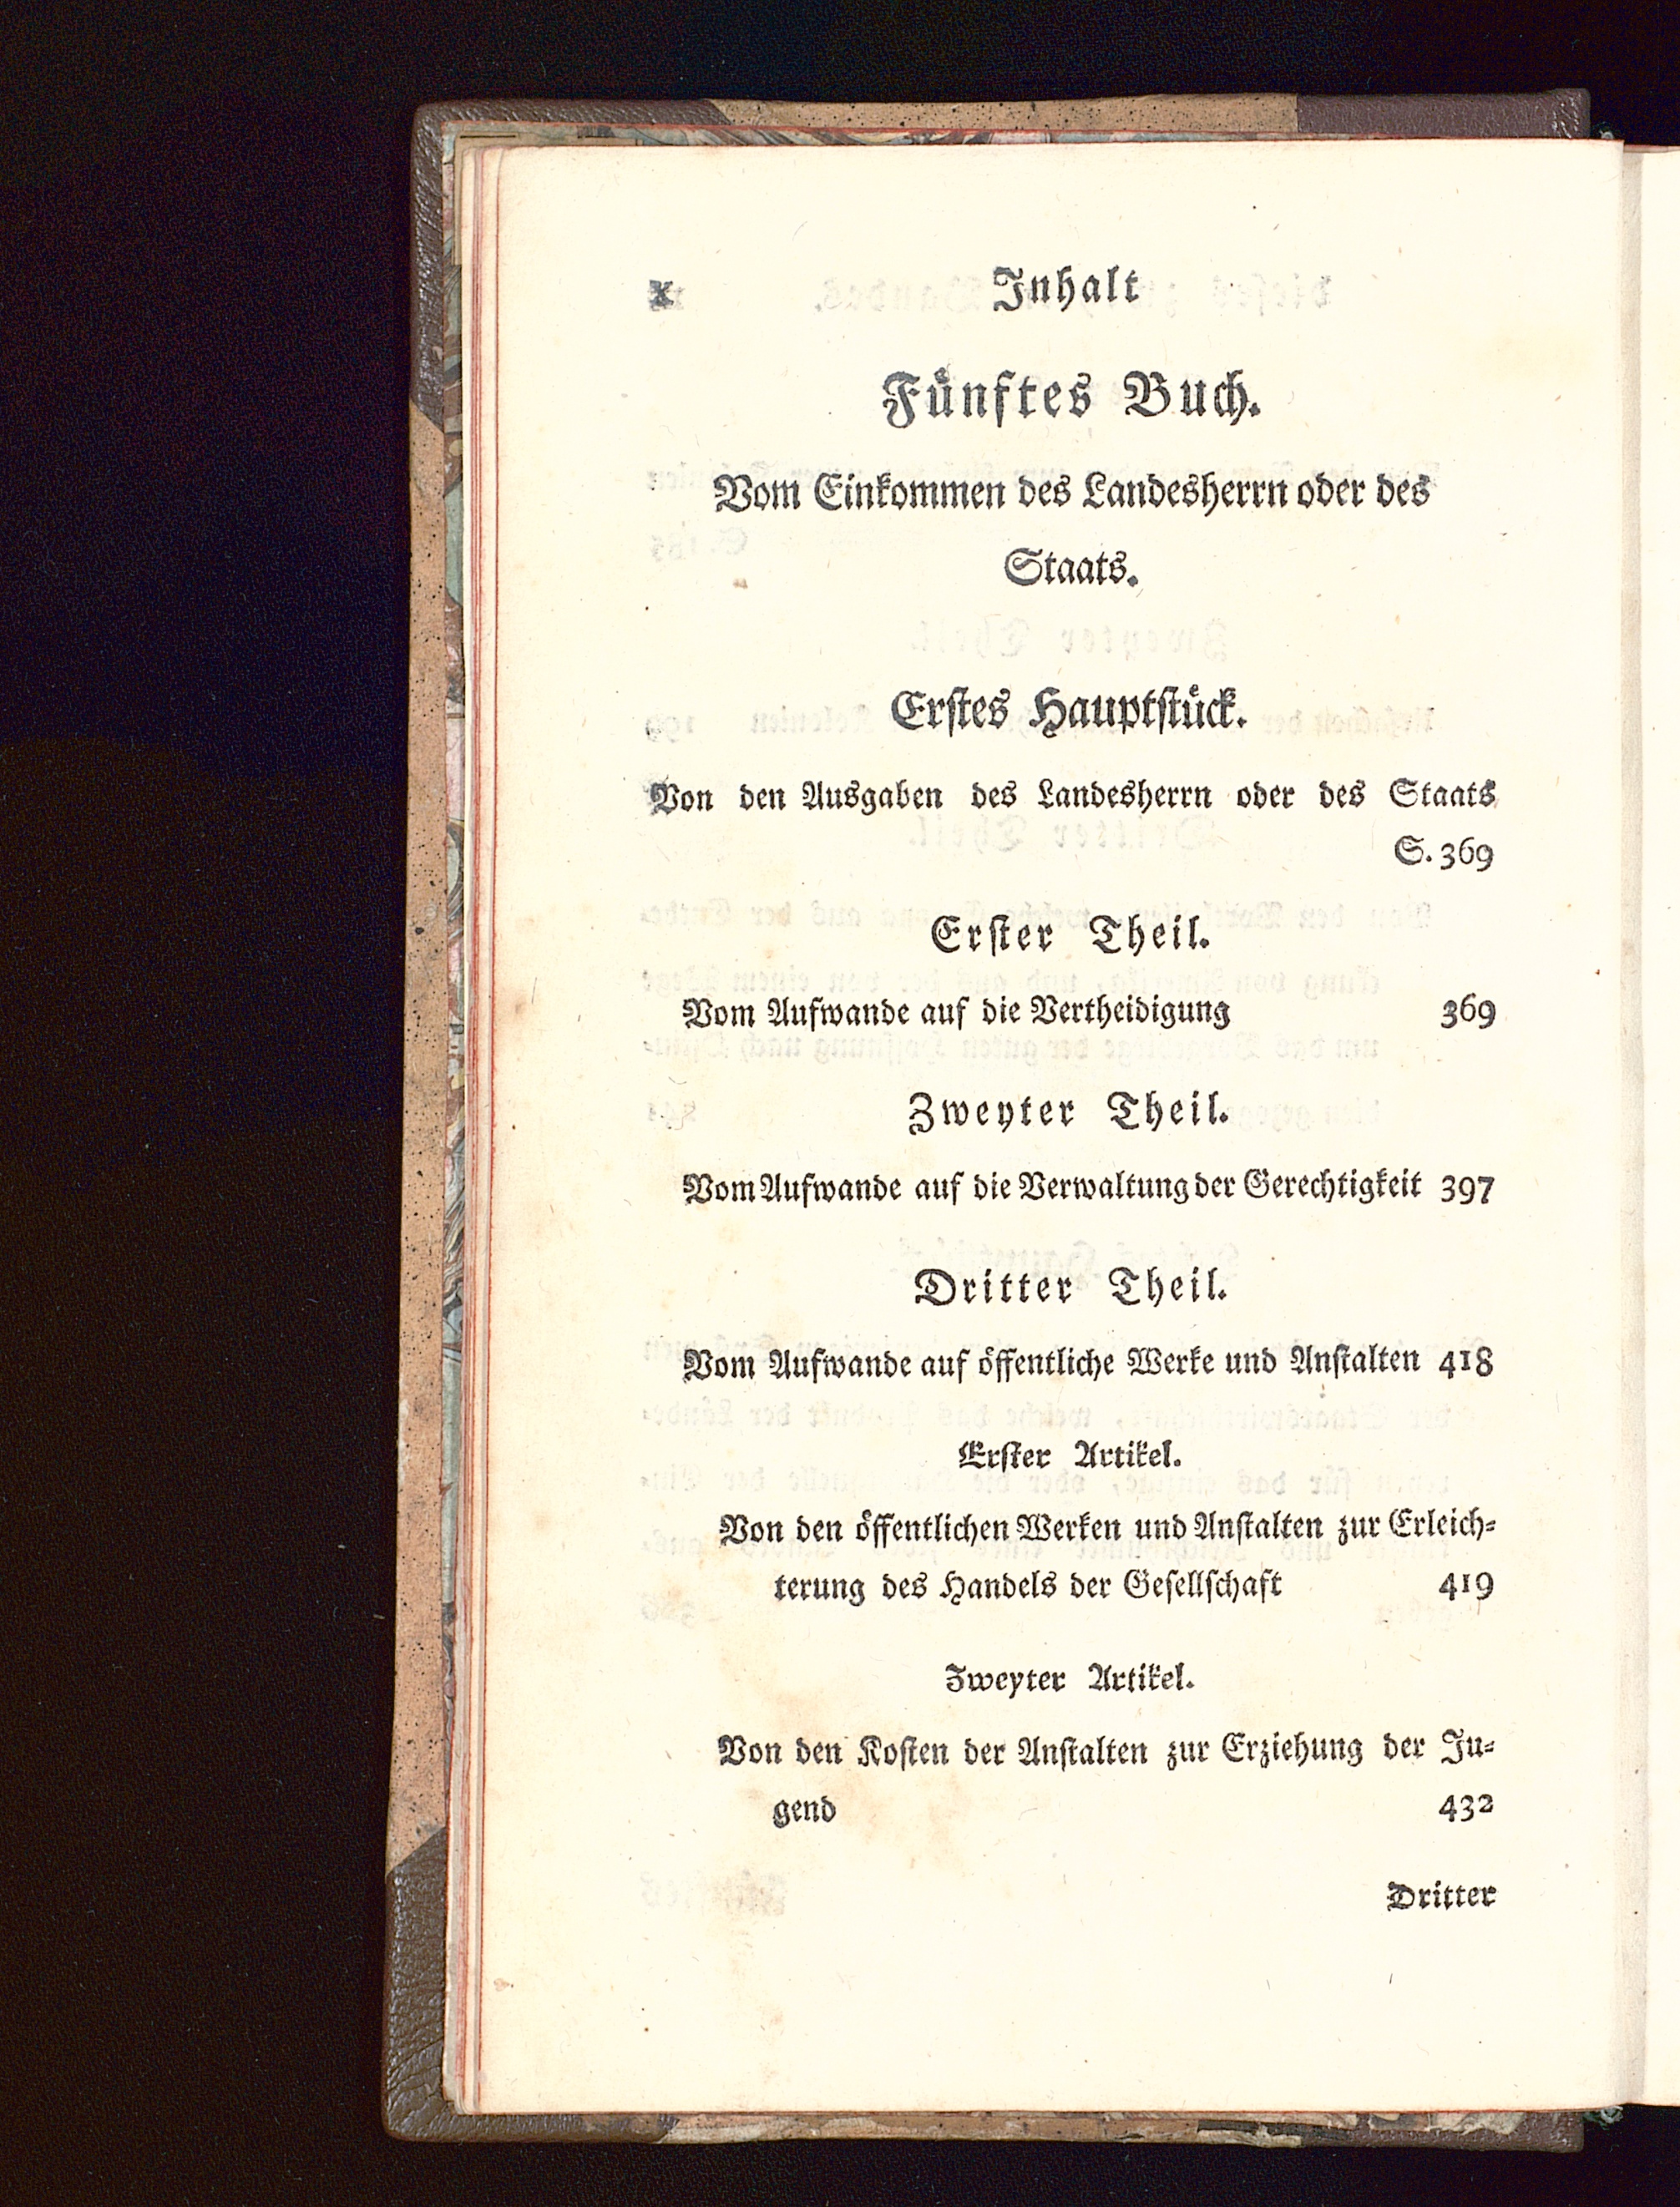 x Inhalt
Fünftes Buch.
Vom Einkommen des Landesherrn oder des
Staats.
Erstes Hauptstück.
Von den Ausgaben des Landesherrn oder des Staats
S. 369
Erster Theil.
Vom Aufwande auf die Vertheidigung 369
Zweyter Theil.
Vom Aufwande auf die Verwaltung der Gerechtigkeit 397
Dritter Theil.
Vom Aufwande auf öffentliche Werke und Anstalten 418
Erster Artikel.
Von den öffentlichen Werken und Anstalten zur Erleich-
terung des Handels der Gesellschaft 419
Zweyter Artikel.
Von den Kosten der Anstalten zur Erziehung der Ju-
gend 432
Dritter